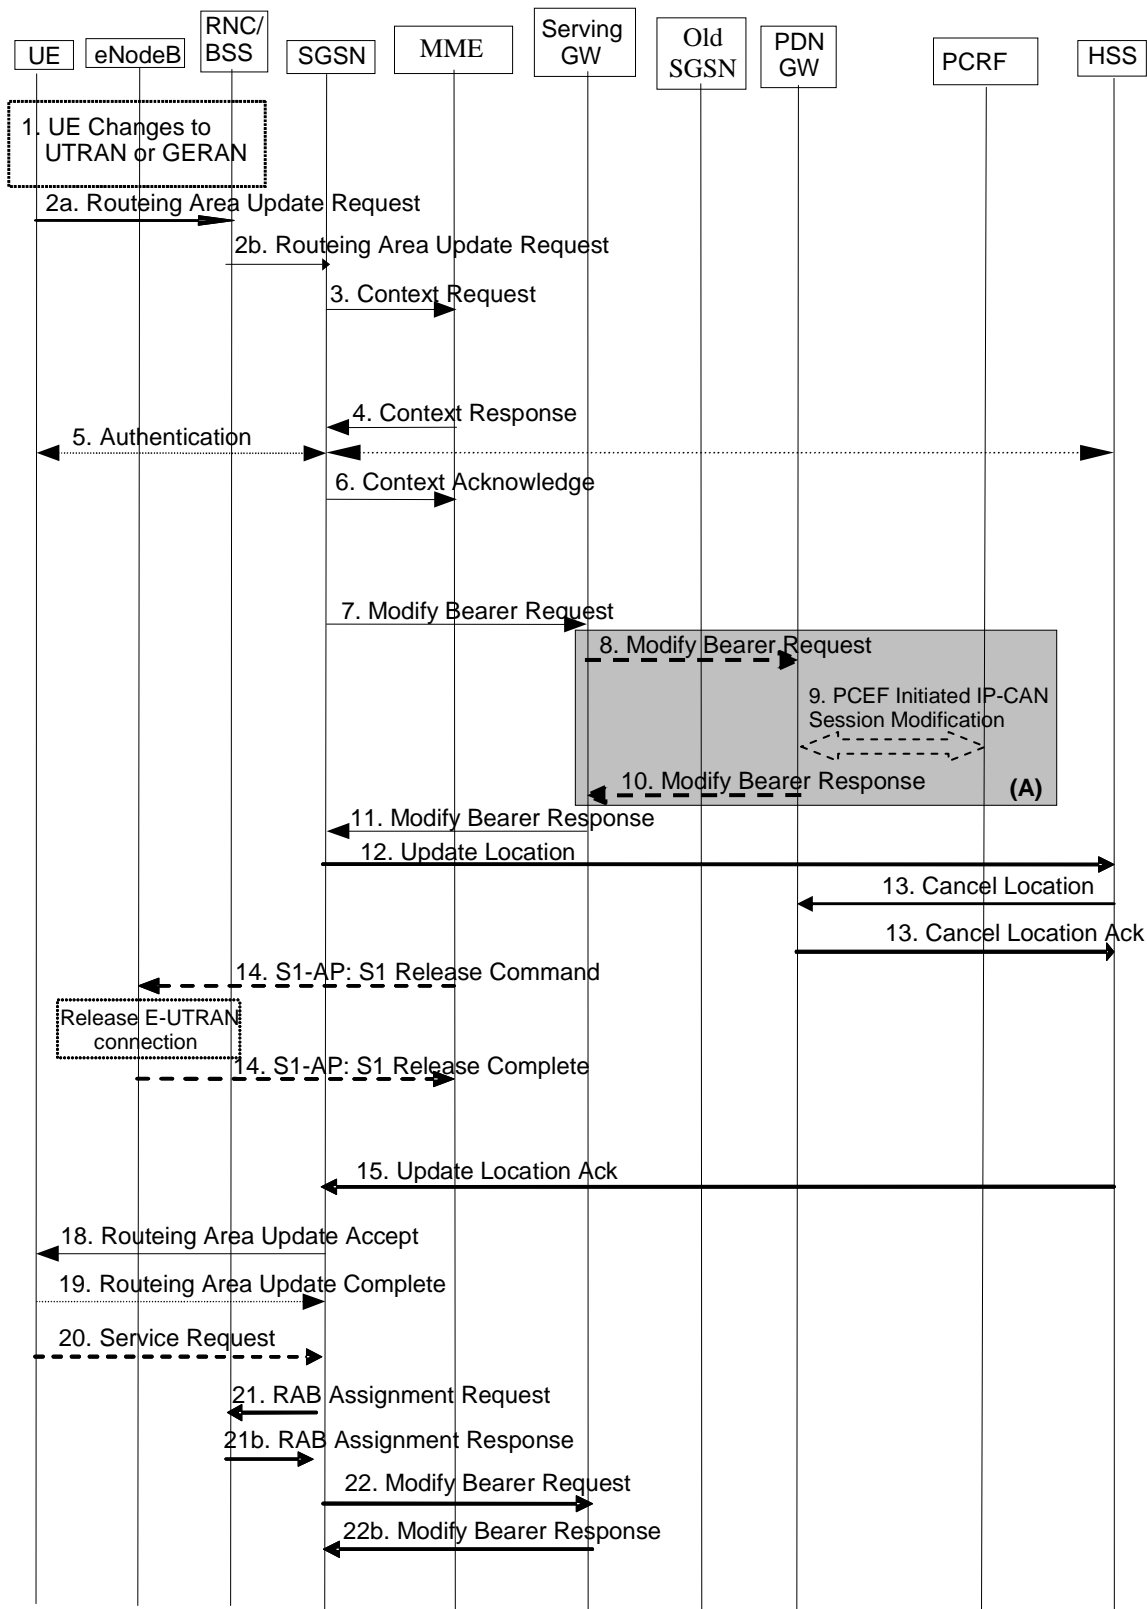 UE
eNodeB
RNC/
BSS
SGSN
MME
Serving
GW
Old
SGSN
PDN
GW
PCRF
HSS
1. UE Changes to
UTRAN or GERAN
2a. Routeing Area Update Request
2b. Routeing Area Update Request
3. Context Request
4. Context Response
5. Authentication
6. Context Acknowledge
7. Modify Bearer Request
8. Modify Bearer Request
9. PCEF Initiated IP-CAN
Session Modification
10. Modify Bearer Response
(A)
11. Modify Bearer Response
12. Update Location
13. Cancel Location
13. Cancel Location Ack
14. S1-AP: S1 Release Command
Release E-UTRAN
connection
14. S1-AP: S1 Release Complete
15. Update Location Ack
18. Routeing Area Update Accept
19. Routeing Area Update Complete
20. Service Request
21. RAB Assignment Request
21b. RAB Assignment Response
22. Modify Bearer Request
22b. Modify Bearer Response